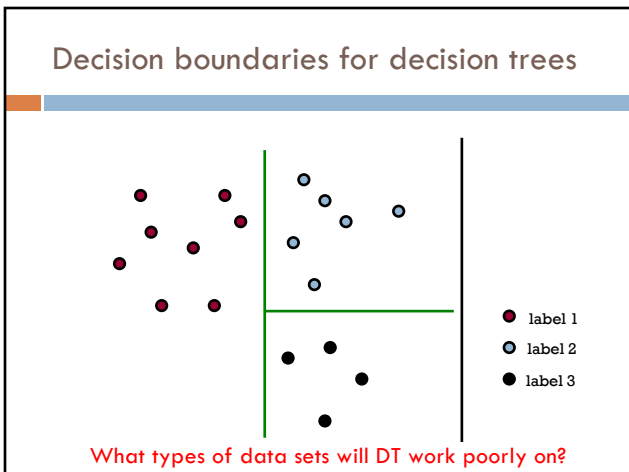 Decision boundaries for decision trees
label 1
label 2
label 3
What types of data sets will DT work poorly on?